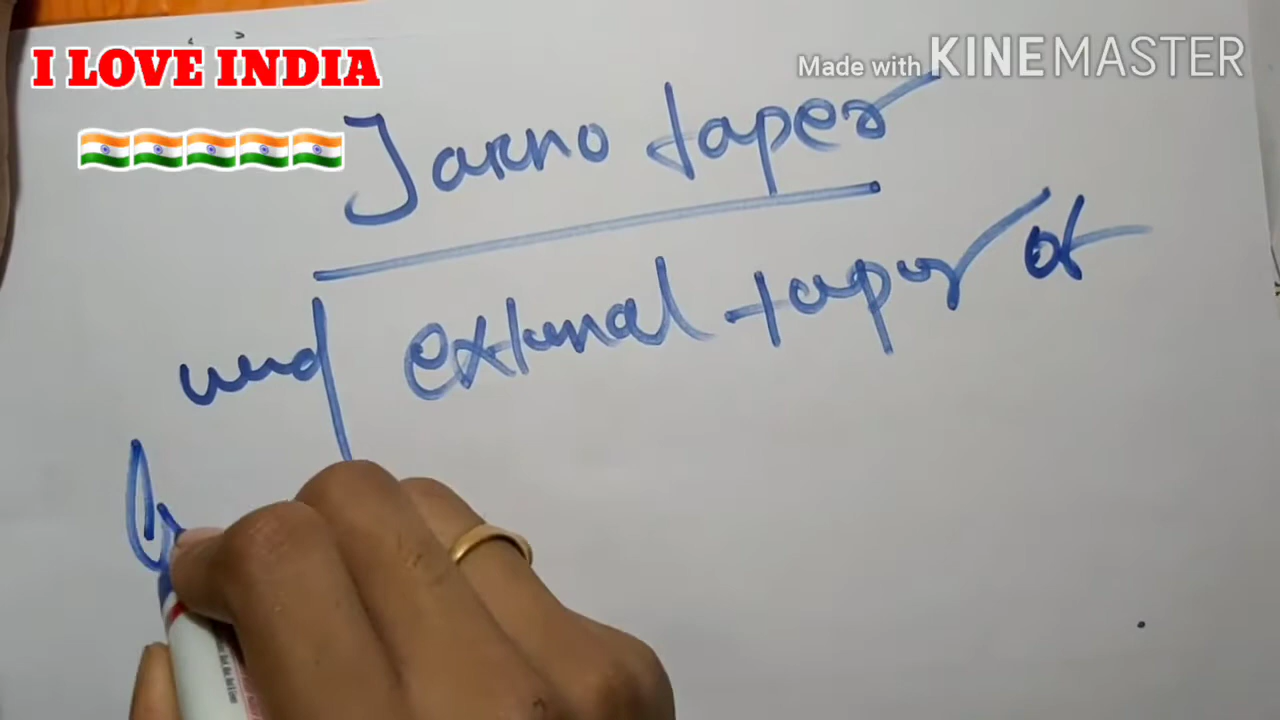 I LOVE INDIA
Made with KINEMASTER
Jarno taper
used external taper of